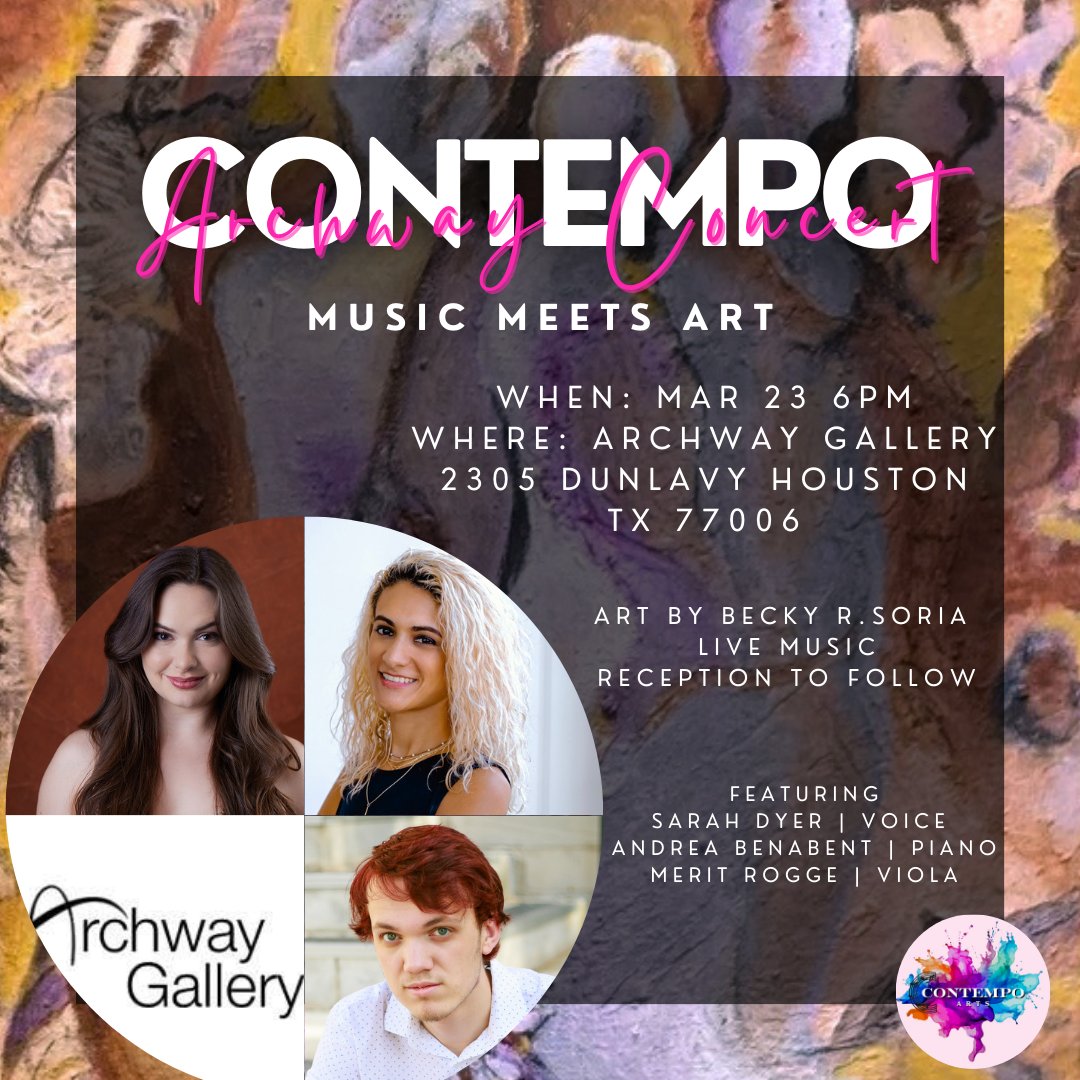 CONTEMPO
Archway Concert
MUSIC MEETS ART
WHEN: MAR 23 6PM
WHERE: ARCHWAY GALLERY
2305 DUNLAVY HOUSTON
TX 77006
ART BY BECKY R.SORIA
LIVE MUSIC
RECEPTION TO FOLLOW
FEATURING
SARAH DYER | VOICE
ANDREA BENABENT | PIANO
MERIT ROGGE | VIOLA
Archway
Gallery
CONTEMPO
ARTS